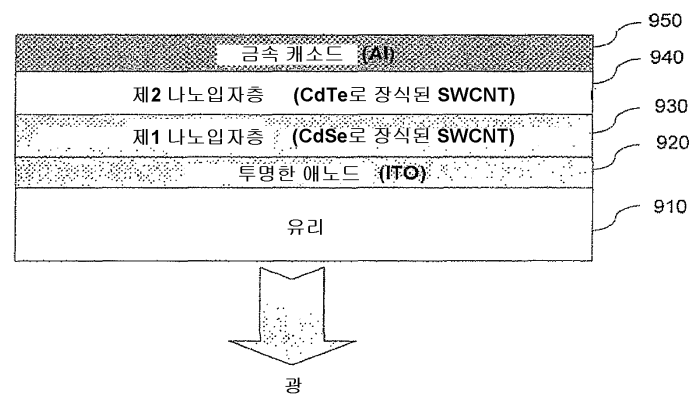 950
금속 캐소드 (Al)
940
제2 나노입자층 (CdTe로 장식된 SWCNT)
930
제1 나노입자층 (CdSe로 장식된 SWCNT)
920
투명한 애노드 (ITO)
910
유리
광